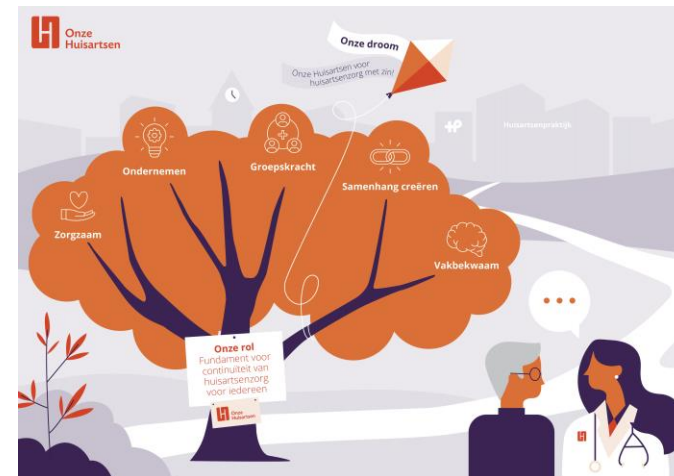 Onze
Huisartsen
Onze droom
Onze Huisartsen voor
huisartsenzorg met zin!
Huisartsenpraktijk
Ondernemen
Groepskracht
Samenhang creëren
Zorgzaam
Vakbekwaam
Onze rol
Fundament voor
continuïteit van
huisartsenzorg
voor iedereen
Onze
Huisartsen